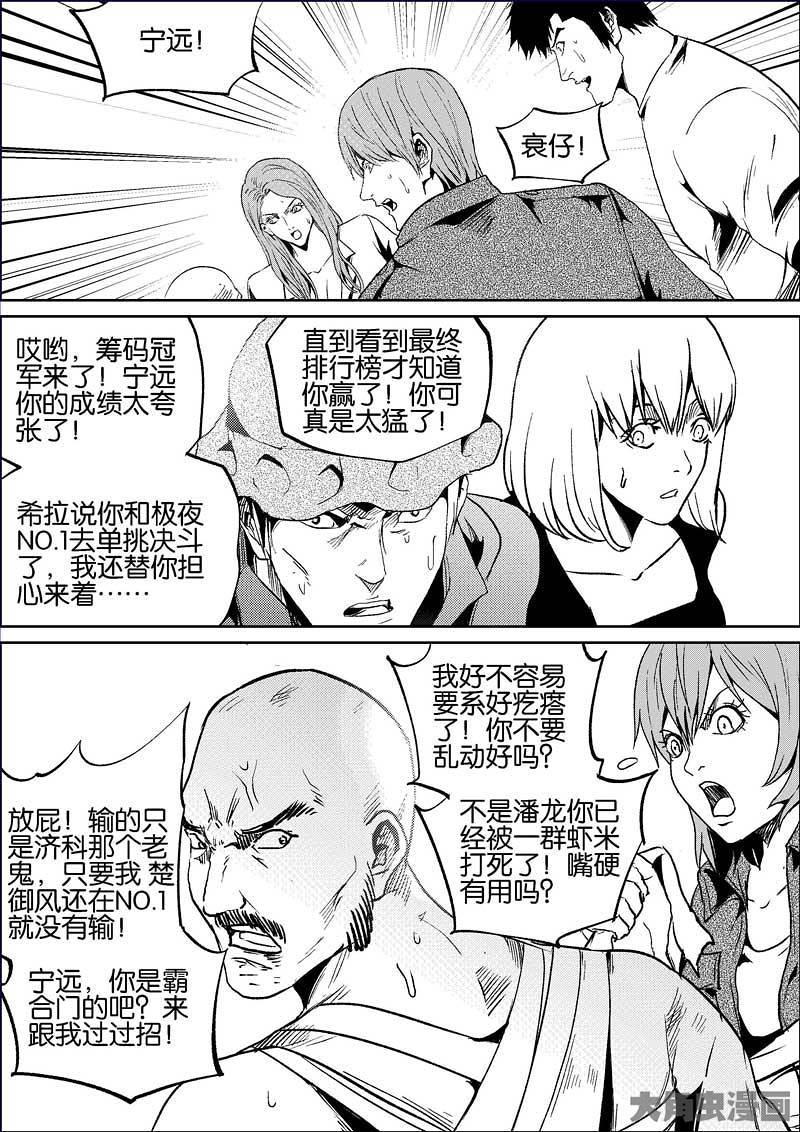 宁远！
衰仔！
哎哟，筹码冠
军来了！宁远
你的成绩太夸
张了！
希拉说你和极夜
NO.1去单挑决斗
了，我还替你担
心来着……
直到看到最终
排行榜才知道
你赢了！你可
真是太猛了！
我好不容易
要系好疙瘩
了！你不要
乱动好吗？
不是潘龙你已
经被一群虾米
打死了！嘴硬
有用吗？
放屁！输的只
是济科那个老
鬼，只要我 楚
御风还在NO.1
就没有输！
宁远，你是霸
合门的吧？来
跟我过过招！
大角虫漫画